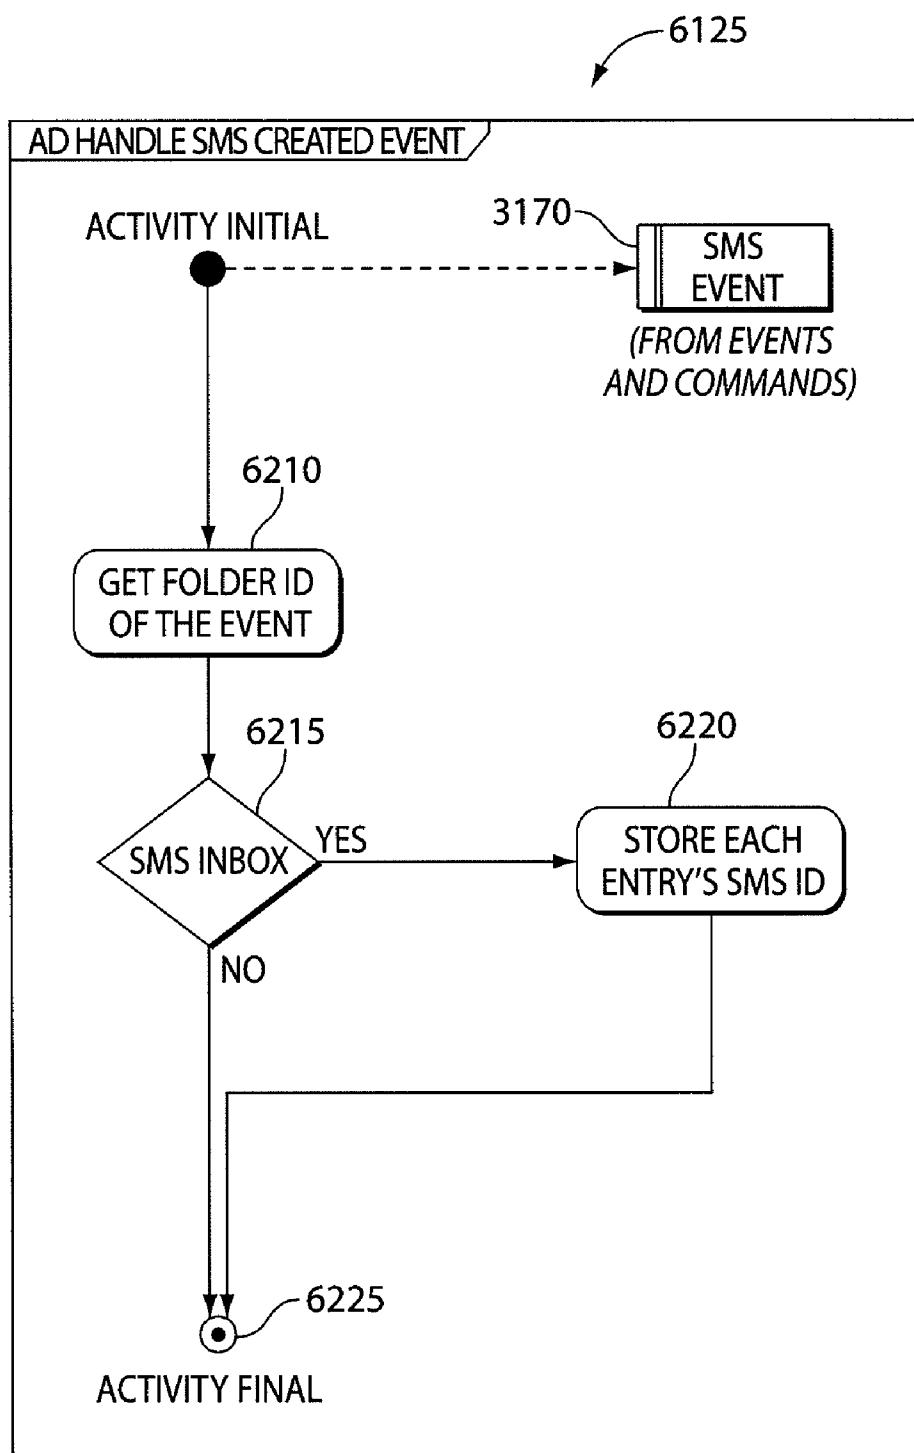 6125
AD HANDLE SMS CREATED EVENT
ACTIVITY INITIAL
3170
SMS
EVENT
(FROM EVENTS
AND COMMANDS)
6210
GET FOLDER ID
OF THE EVENT
6215
SMS INBOX
YES
6220
STORE EACH
ENTRY'S SMS ID
NO
6225
ACTIVITY FINAL